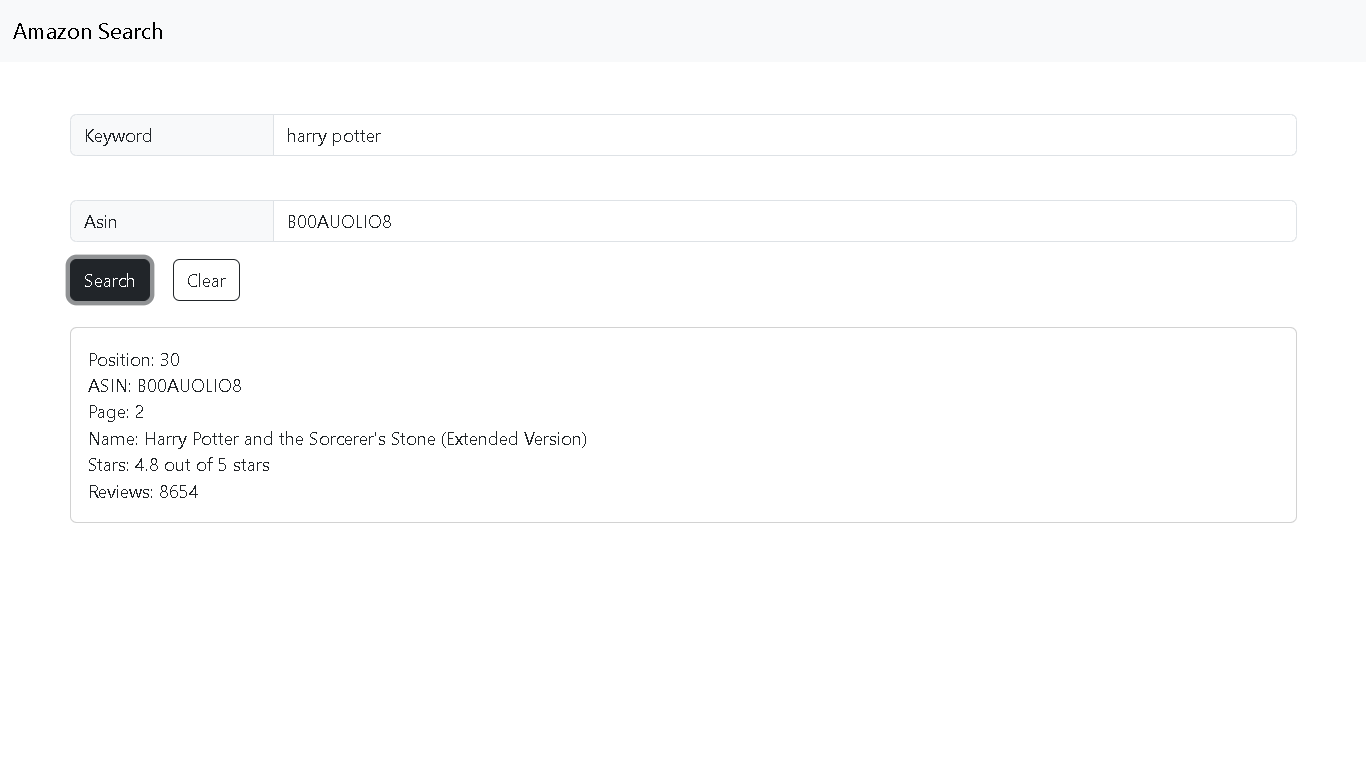 Amazon Search
Keyword harry potter
Asin B00AUOLIO8
Search Clear
Position: 30
ASIN: B00AUOLIO8
Page: 2
Name: Harry Potter and the Sorcerer's Stone (Extended Version)
Stars: 4.8 out of 5 stars
Reviews: 8654